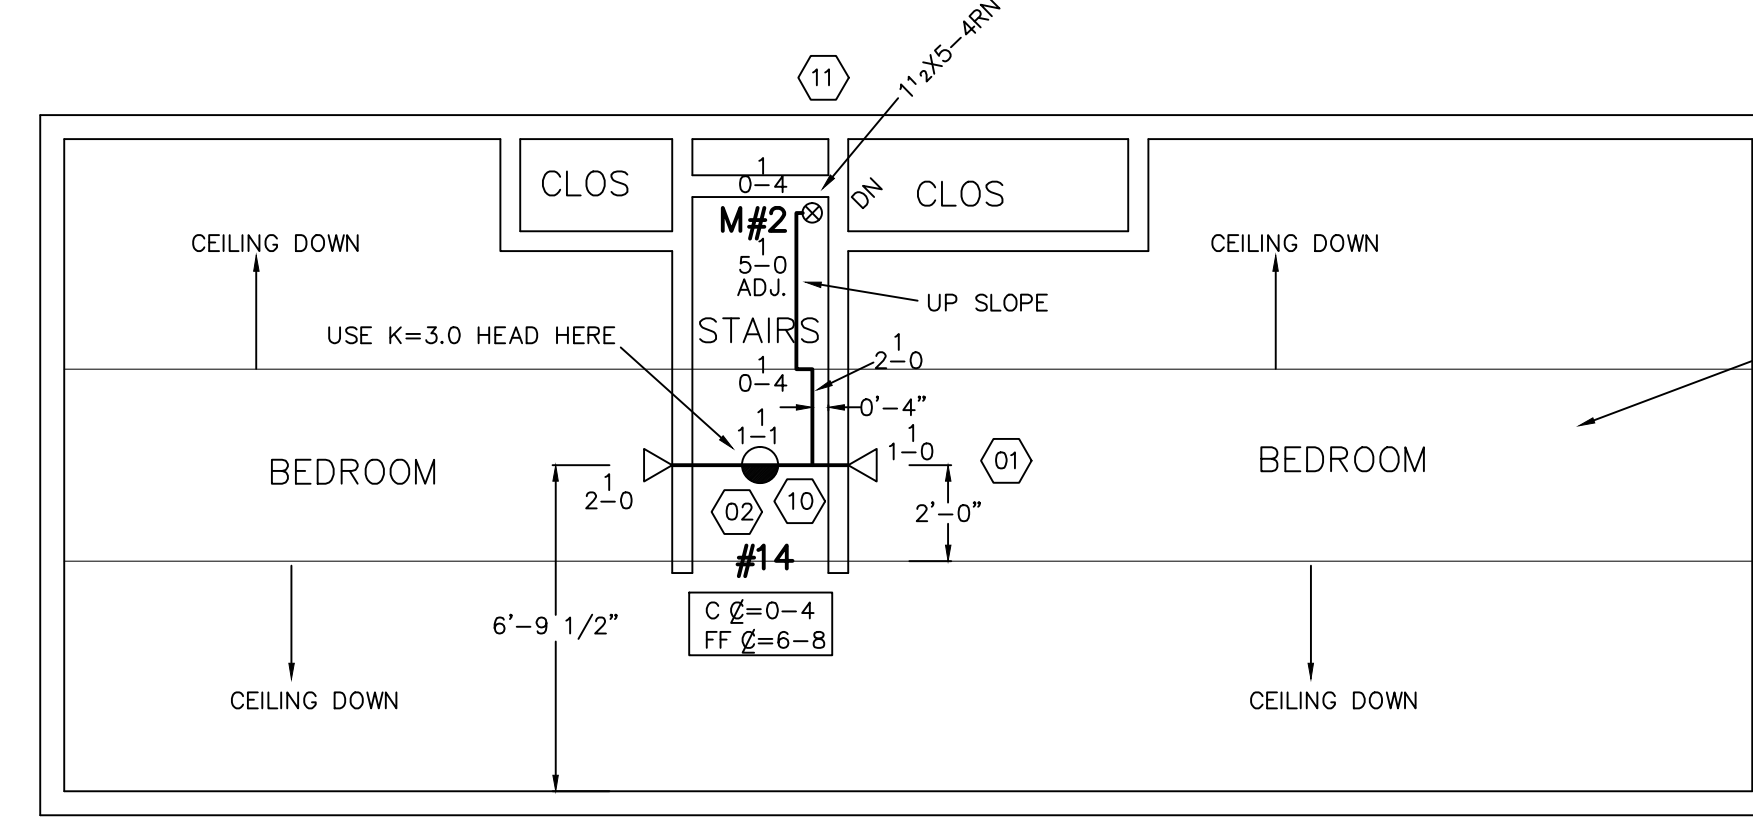 11
1 1/2X5-4RN
CLOS
1
0-4
DN
CLOS
M#2
CEILING DOWN
1
5-0
ADJ.
CEILING DOWN
UP SLOPE
USE K=3.0 HEAD HERE
STAIRS
1
2-0
1
0-4
0'-4"
1
1-1
1
1-0
BEDROOM
01
BEDROOM
1
2-0
02
10
2'-0"
#14
C ₵=0-4
FF ₵=6-8
6'-9 1/2"
CEILING DOWN
CEILING DOWN